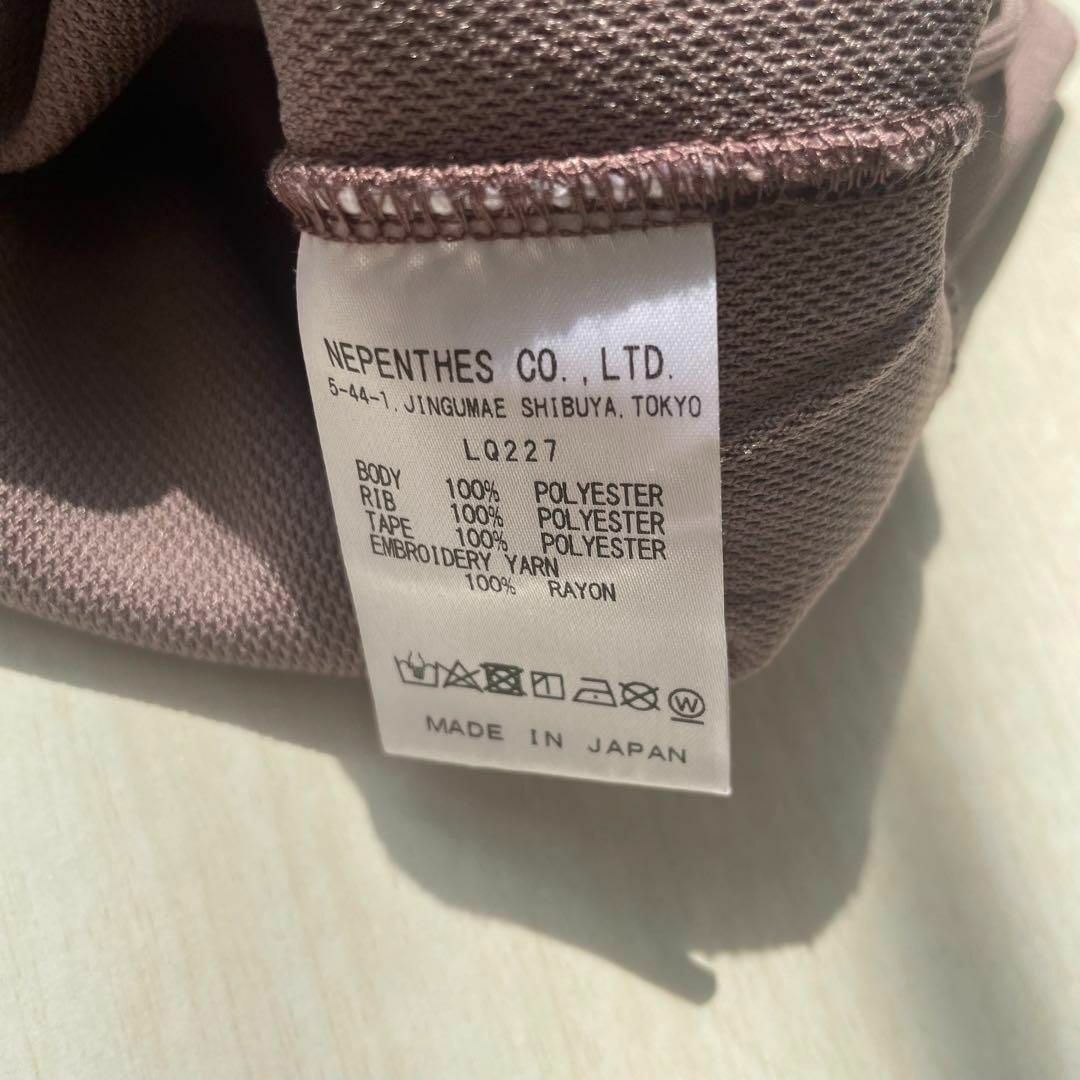 NEPENTHES CO.,LTD.
5-44-1,JINGUMAE SHIBUYA,TOKYO
LQ227
BODY 100% POLYESTER
RIB 100% POLYESTER
TAPE 100% POLYESTER
EMBROIDERY YARN
100% RAYON
W
MADE IN JAPAN